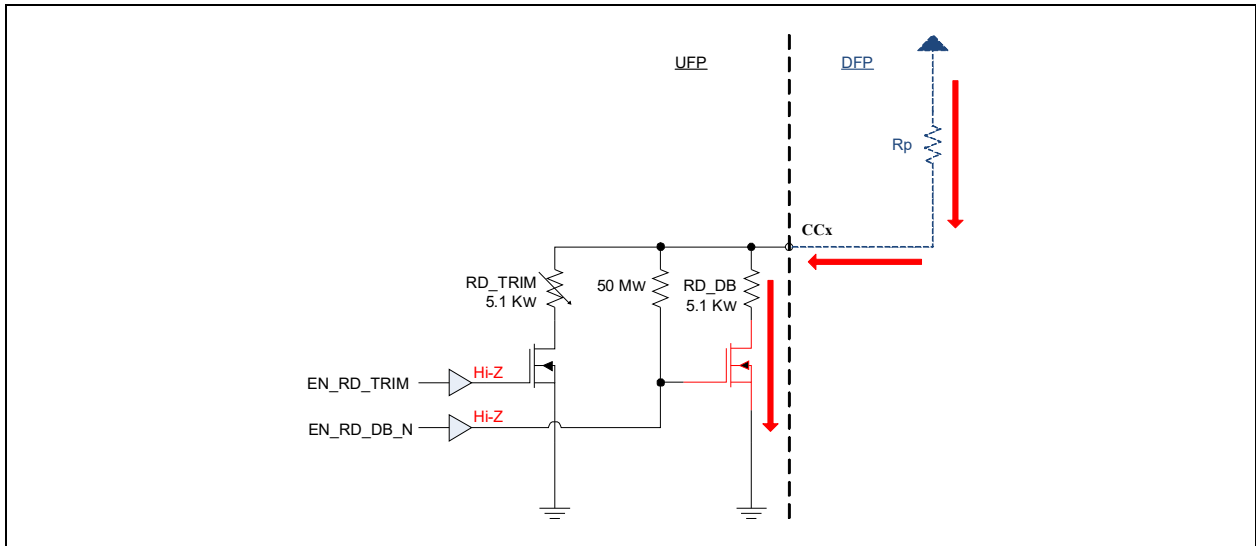 UFP
DFP
Rp
CCx
RD_TRIM
5.1 Kw
50 Mw
RD_DB
5.1 Kw
EN_RD_TRIM
Hi-Z
EN_RD_DB_N
Hi-Z